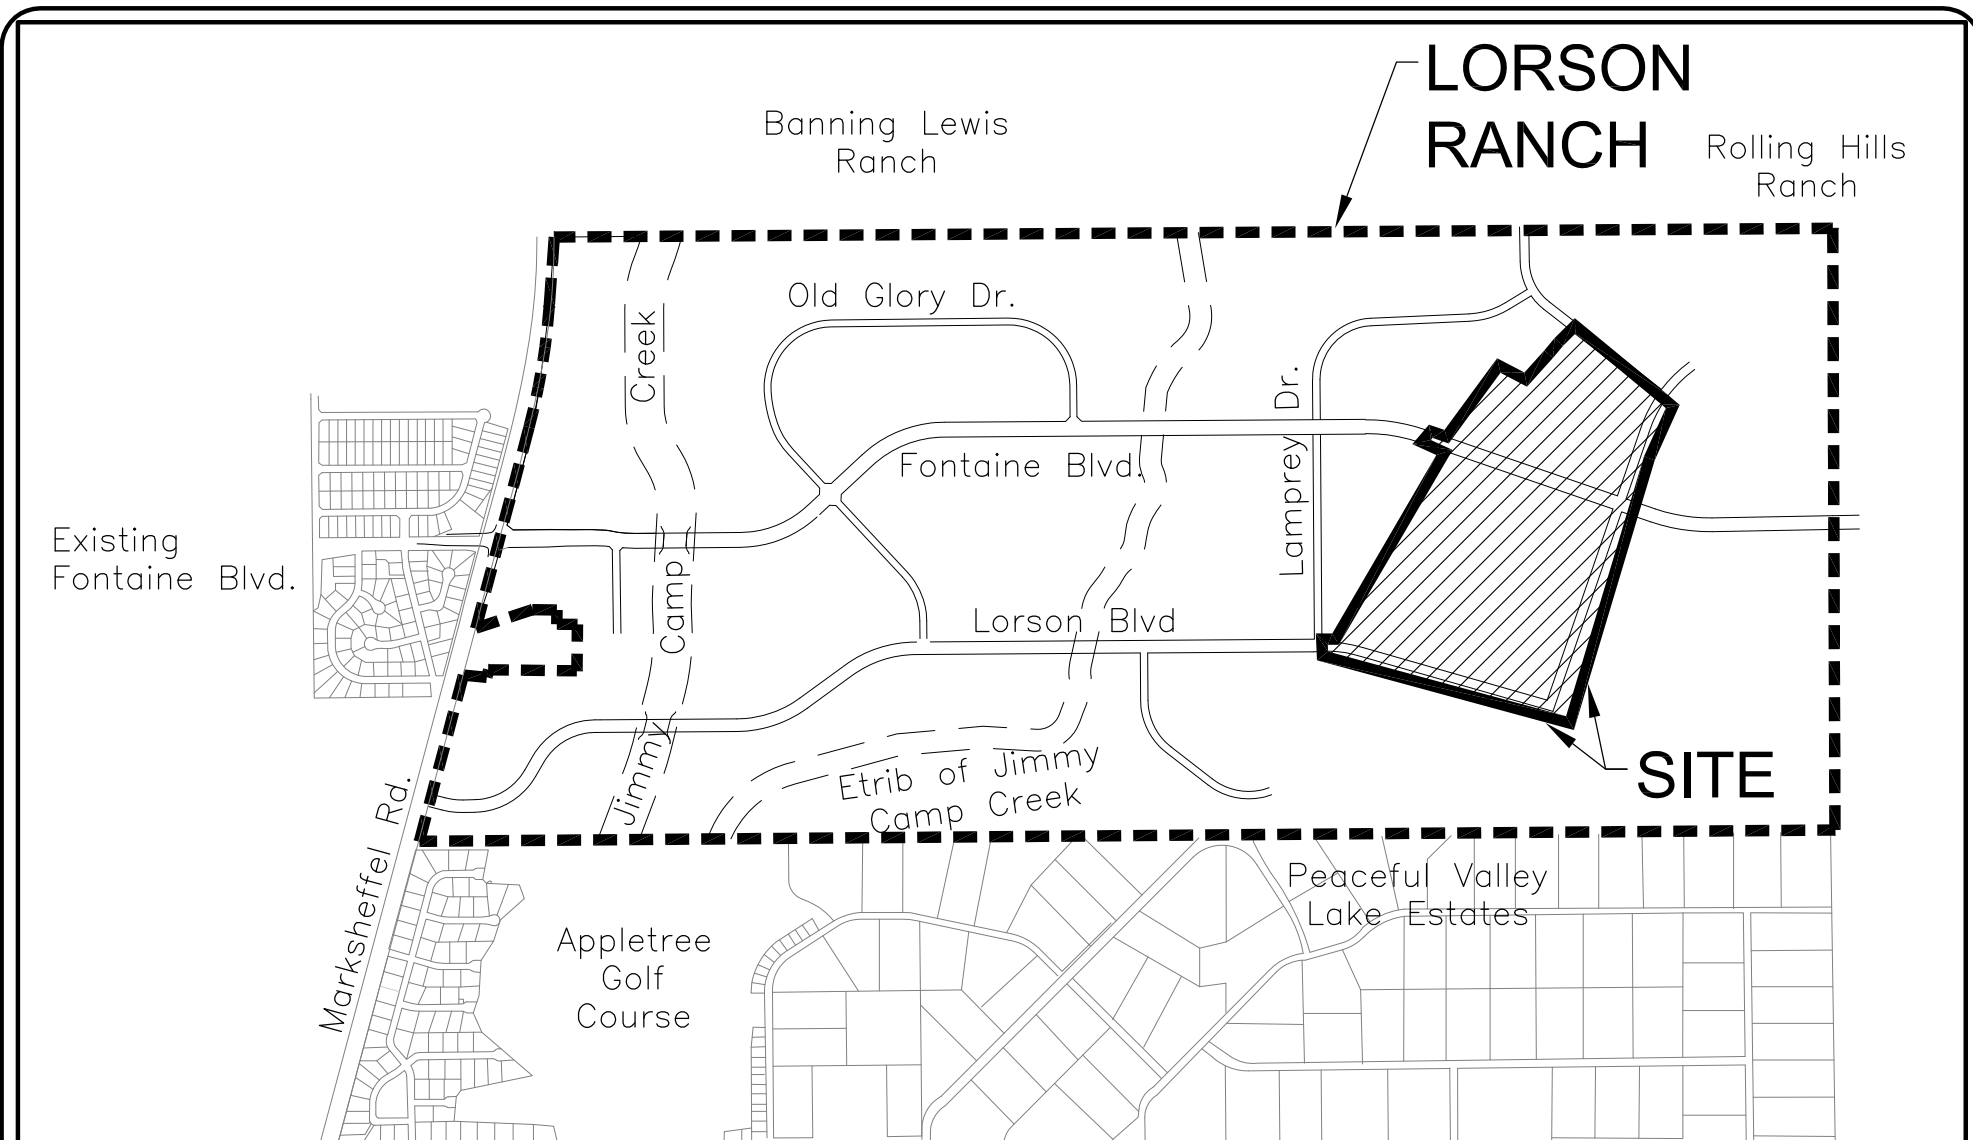 LORSON
RANCH
Banning Lewis
Ranch
Rolling Hills
Ranch
Old Glory Dr.
Creek
Lamprey Dr.
Fontaine Blvd.
Existing
Fontaine Blvd.
Camp
Lorson Blvd
Jimmy
Etrib of Jimmy
Camp Creek
SITE
Marksheffel Rd.
Peaceful Valley
Lake Estates
Appletree
Golf
Course